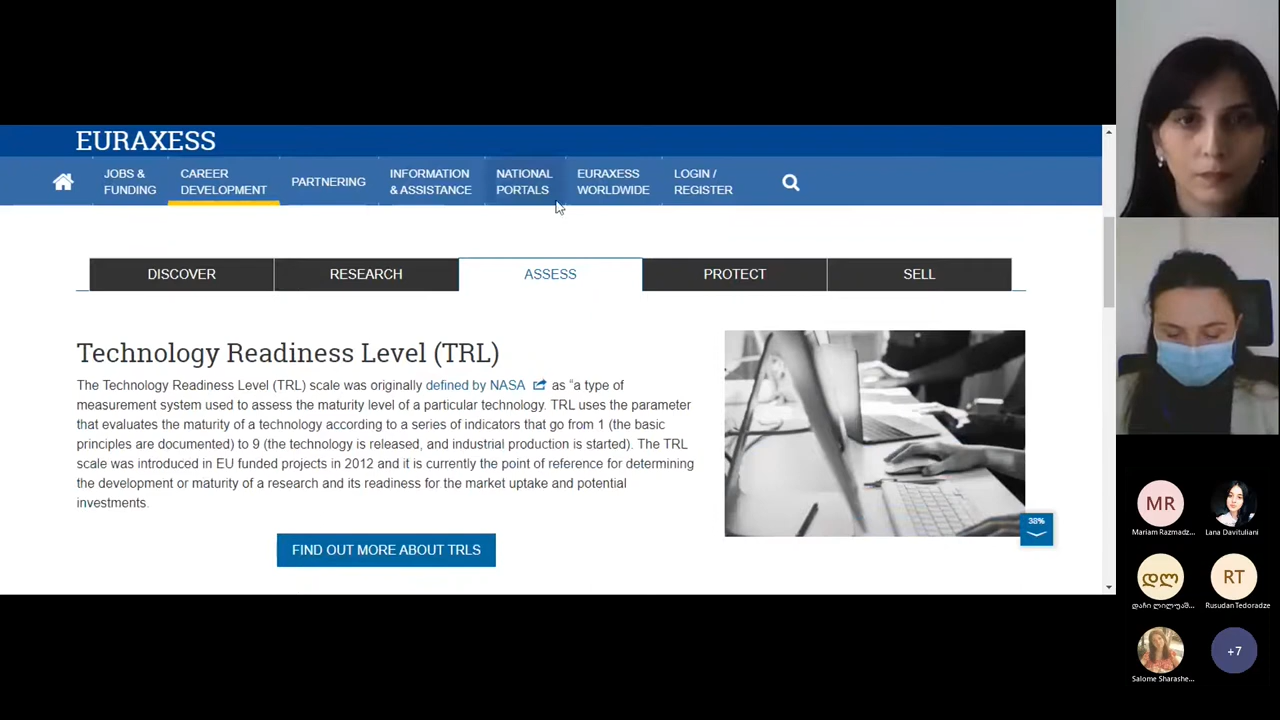 EURAXESS
JOBS &
FUNDING
CAREER
DEVELOPMENT
PARTNERING
INFORMATION
& ASSISTANCE
NATIONAL
PORTALS
EURAXESS
WORLDWIDE
LOGIN /
REGISTER
DISCOVER
RESEARCH
ASSESS
PROTECT
SELL
Technology Readiness Level (TRL)
The Technology Readiness Level (TRL) scale was originally defined by NASA as “a type of
measurement system used to assess the maturity level of a particular technology. TRL uses the parameter
that evaluates the maturity of a technology according to a series of indicators that go from 1 (the basic
principles are documented) to 9 (the technology is released, and industrial production is started). The TRL
scale was introduced in EU funded projects in 2012 and it is currently the point of reference for determining
the development or maturity of a research and its readiness for the market uptake and potential
investments.
FIND OUT MORE ABOUT TRLS
38%
MR
Mariam Razmadz...
Lana Davituliani
დლ
დაჩი ლილუაშ...
RT
Rusudan Tedoradze
Salome Sharashe...
+7